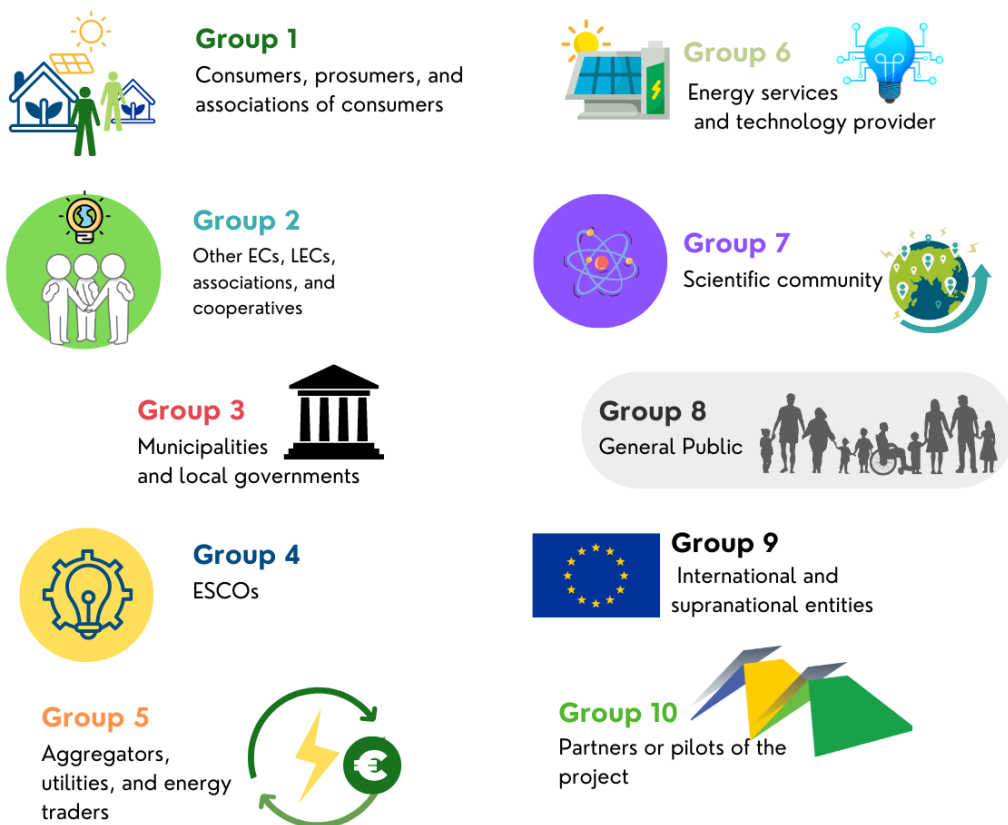 Group 1
Consumers, prosumers, and
associations of consumers
Group 2
Other ECs, LECs,
associations, and
cooperatives
Group 3
Municipalities
and local governments
Group 4
ESCOs
Group 5
Aggregators,
utilities, and energy
traders
Group 6
Energy services
and technology provider
Group 7
Scientific community
Group 8
General Public
Group 9
International and
supranational entities
Group 10
Partners or pilots of the
project